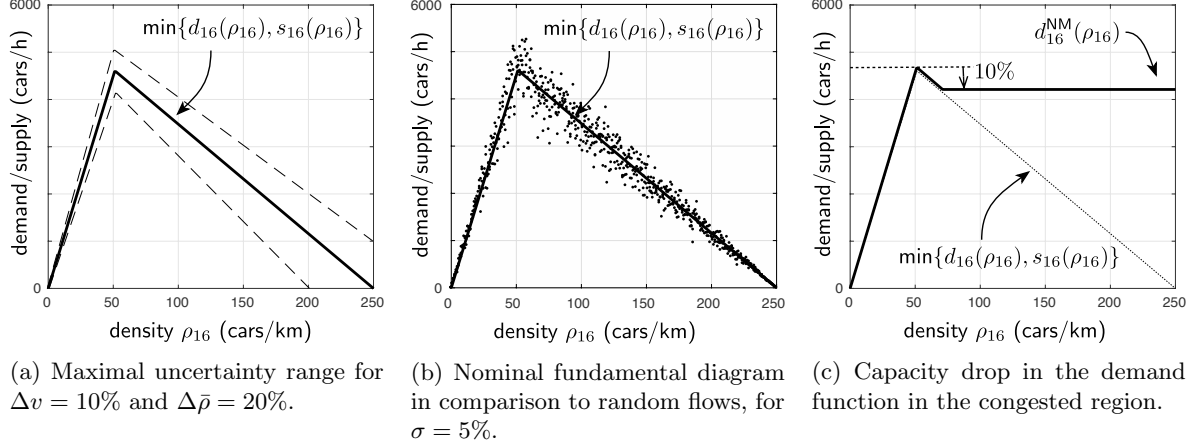 6000
min{d₁₆(ρ₁₆), s₁₆(ρ₁₆)}
demand/supply (cars/h)
0
0 50 100 150 200 250
density ρ₁₆ (cars/km)
(a) Maximal uncertainty range for
Δv = 10% and Δρ̄ = 20%.
6000
min{d₁₆(ρ₁₆), s₁₆(ρ₁₆)}
demand/supply (cars/h)
0
0 50 100 150 200 250
density ρ₁₆ (cars/km)
(b) Nominal fundamental diagram
in comparison to random flows, for
σ = 5%.
6000
d₁₆ᴺᴹ(ρ₁₆)
10%
demand/supply (cars/h)
min{d₁₆(ρ₁₆), s₁₆(ρ₁₆)}
0
0 50 100 150 200 250
density ρ₁₆ (cars/km)
(c) Capacity drop in the demand
function in the congested region.